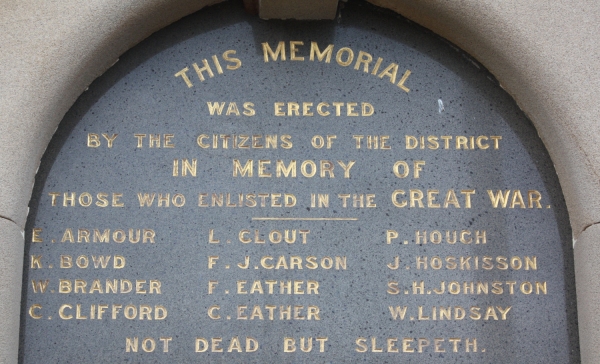 THIS MEMORIAL
WAS ERECTED
BY THE CITIZENS OF THE DISTRICT
IN MEMORY OF
THOSE WHO ENLISTED IN THE GREAT WAR.
E. ARMOUR L. CLOUT P. HOUGH
K. BOWD F. J. CARSON J. HOSKISSON
W. BRANDER F. EATHER S. H. JOHNSTON
C. CLIFFORD C. EATHER W. LINDSAY
NOT DEAD BUT SLEEPETH.